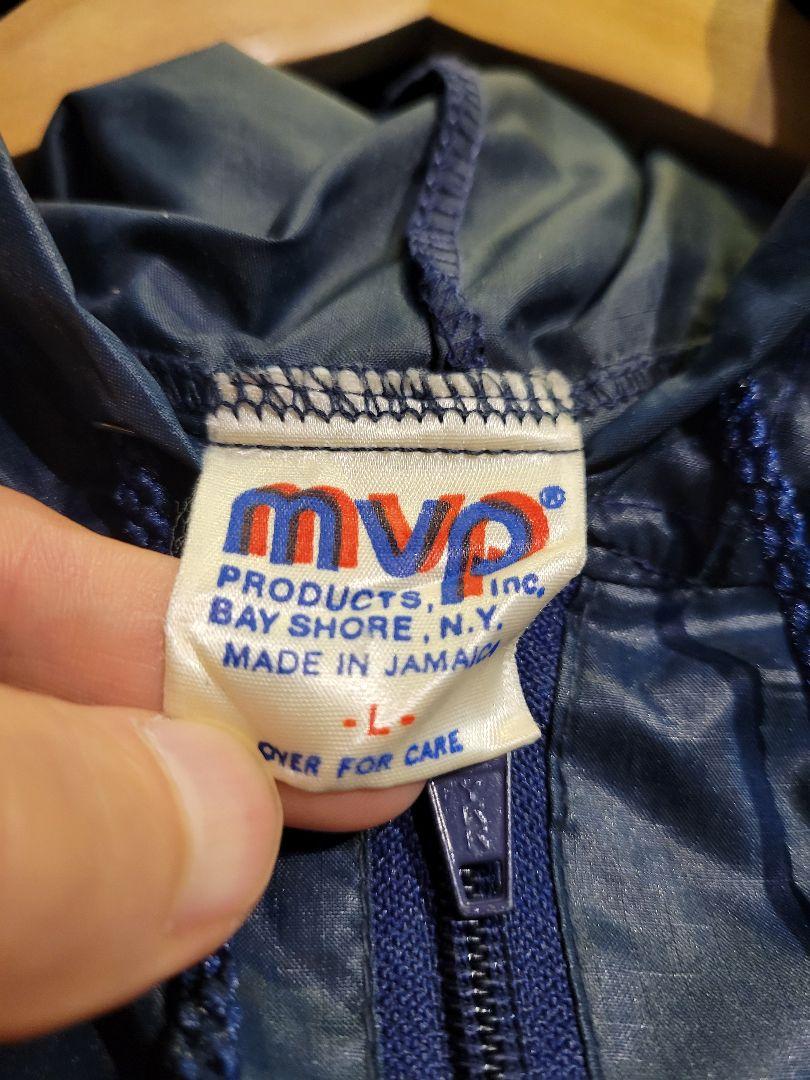 mvp®
PRODUCTS, inc.
BAY SHORE, N.Y.
MADE IN JAMAICA
-L-
OVER FOR CARE